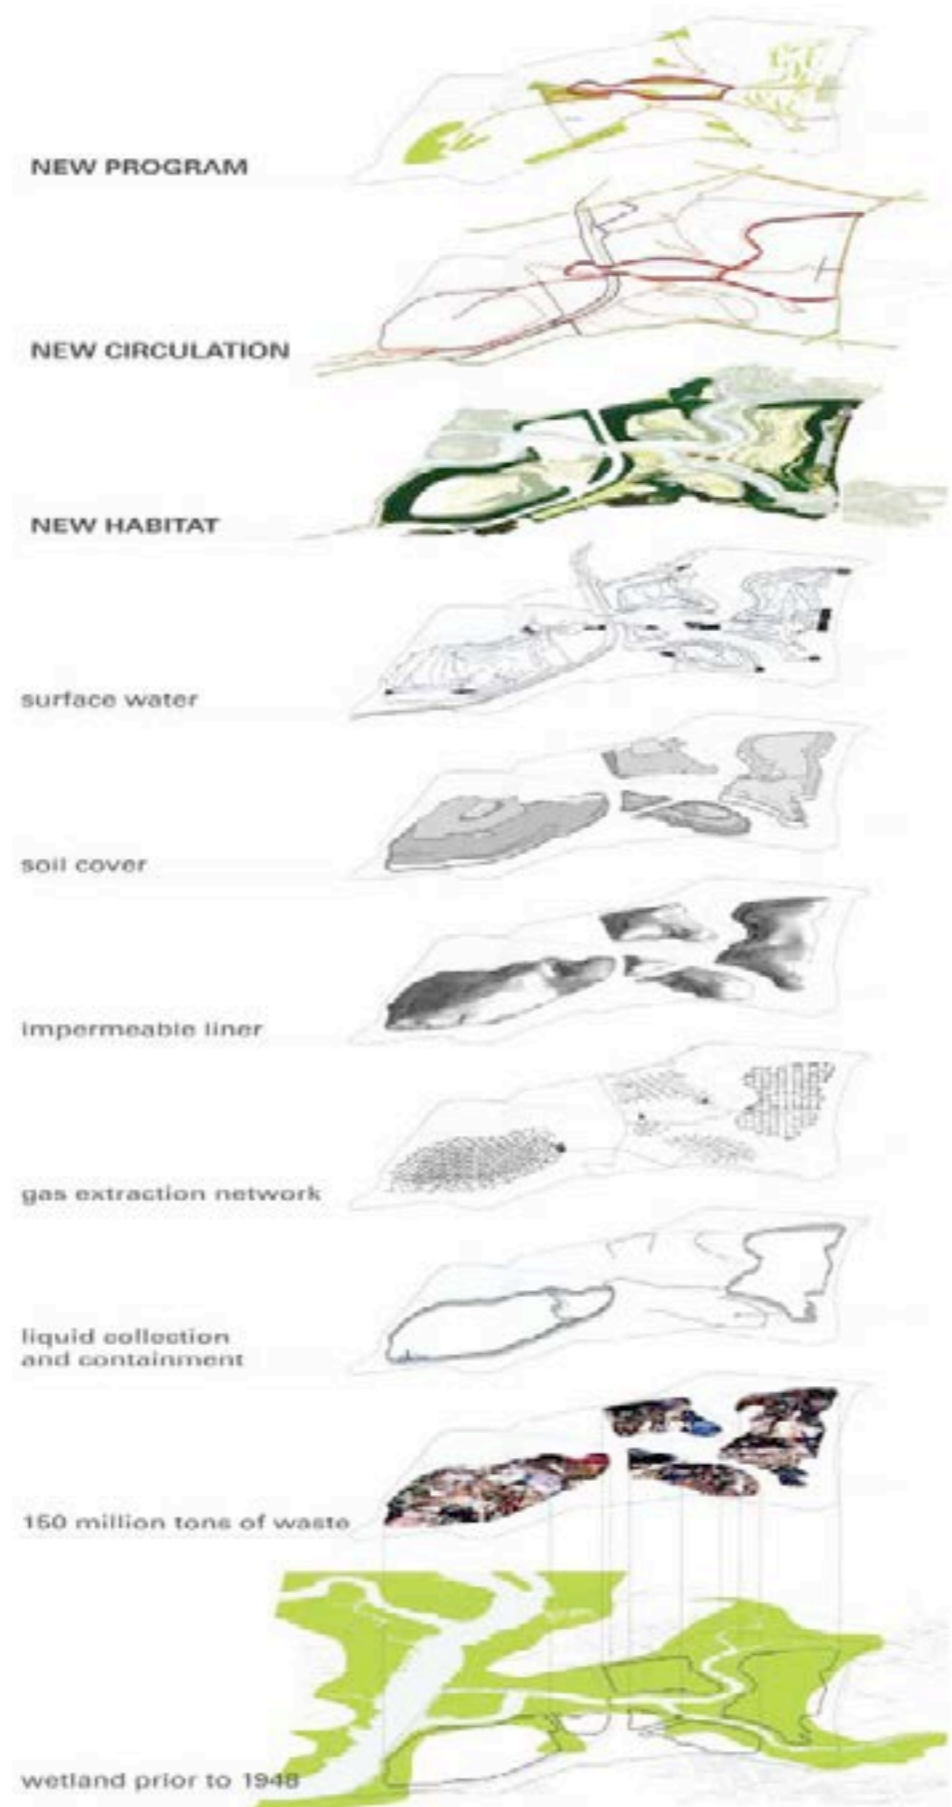 NEW PROGRAM
NEW CIRCULATION
NEW HABITAT
surface water
soil cover
impermeable liner
gas extraction network
liquid collection
and containment
150 million tons of waste
wetland prior to 1948